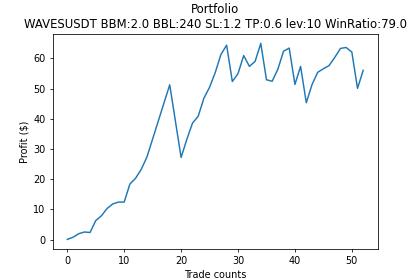 Portfolio
WAVESUSDT BBM:2.0 BBL:240 SL:1.2 TP:0.6 lev:10 WinRatio:79.0
60
50
40
30
20
10
0
Profit ($)
0 10 20 30 40 50
Trade counts